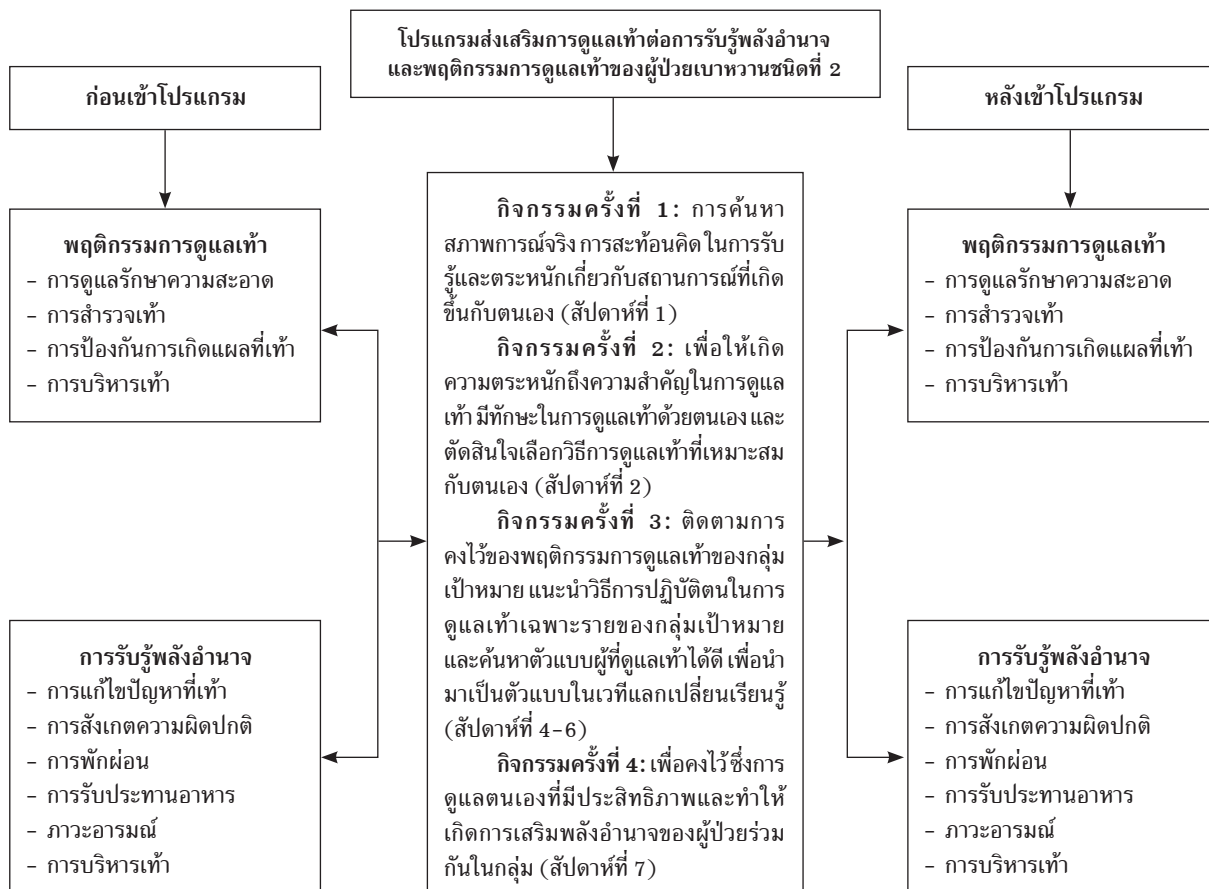 โปรแกรมส่งเสริมการดูแลเท้าต่อการรับรู้พลังอำนาจ
และพฤติกรรมการดูแลเท้าของผู้ป่วยเบาหวานชนิดที่ 2
ก่อนเข้าโปรแกรม
พฤติกรรมการดูแลเท้า
- การดูแลรักษาความสะอาด
- การสำรวจเท้า
- การป้องกันการเกิดแผลที่เท้า
- การบริหารเท้า
การรับรู้พลังอำนาจ
- การแก้ไขปัญหาที่เท้า
- การสังเกตความผิดปกติ
- การพักผ่อน
- การรับประทานอาหาร
- ภาวะอารมณ์
- การบริหารเท้า
กิจกรรมครั้งที่ 1: การค้นหา
สภาพการณ์จริง การสะท้อนคิด ในการรับ
รู้และตระหนักเกี่ยวกับสถานการณ์ที่เกิด
ขึ้นกับตนเอง (สัปดาห์ที่ 1)
กิจกรรมครั้งที่ 2: เพื่อให้เกิด
ความตระหนักถึงความสำคัญในการดูแล
เท้า มีทักษะในการดูแลเท้าด้วยตนเอง และ
ตัดสินใจเลือกวิธีการดูแลเท้าที่เหมาะสม
กับตนเอง (สัปดาห์ที่ 2)
กิจกรรมครั้งที่ 3: ติดตามการ
คงไว้ของพฤติกรรมการดูแลเท้าของกลุ่ม
เป้าหมาย แนะนำวิธีการปฏิบัติตนในการ
ดูแลเท้าเฉพาะรายของกลุ่มเป้าหมาย
และค้นหาตัวแบบผู้ที่ดูแลเท้าได้ดี เพื่อนำ
มาเป็นตัวแบบในเวทีแลกเปลี่ยนเรียนรู้
(สัปดาห์ที่ 4-6)
กิจกรรมครั้งที่ 4: เพื่อคงไว้ซึ่งการ
ดูแลตนเองที่มีประสิทธิภาพและทำให้
เกิดการเสริมพลังอำนาจของผู้ป่วยร่วม
กันในกลุ่ม (สัปดาห์ที่ 7)
หลังเข้าโปรแกรม
พฤติกรรมการดูแลเท้า
- การดูแลรักษาความสะอาด
- การสำรวจเท้า
- การป้องกันการเกิดแผลที่เท้า
- การบริหารเท้า
การรับรู้พลังอำนาจ
- การแก้ไขปัญหาที่เท้า
- การสังเกตความผิดปกติ
- การพักผ่อน
- การรับประทานอาหาร
- ภาวะอารมณ์
- การบริหารเท้า